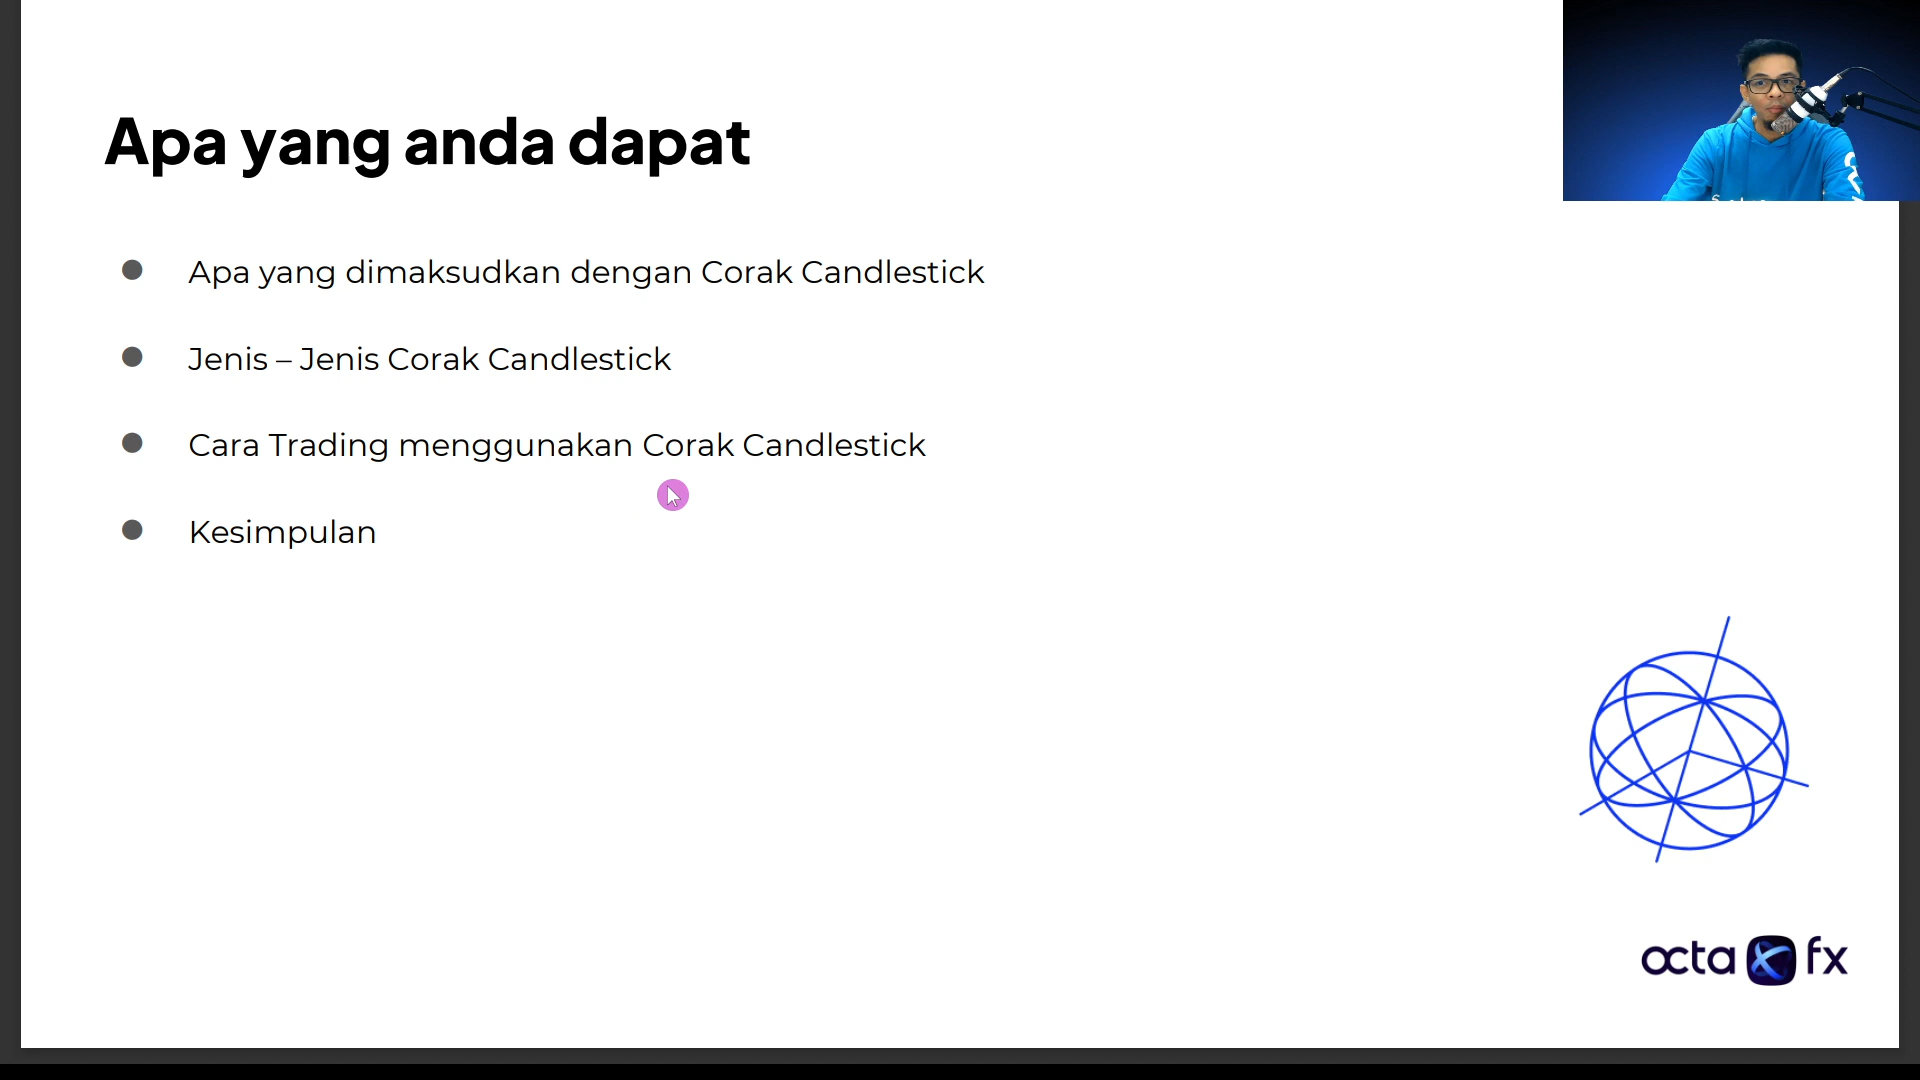 Apa yang anda dapat
Apa yang dimaksudkan dengan Corak Candlestick
Jenis – Jenis Corak Candlestick
Cara Trading menggunakan Corak Candlestick
Kesimpulan
octa fx